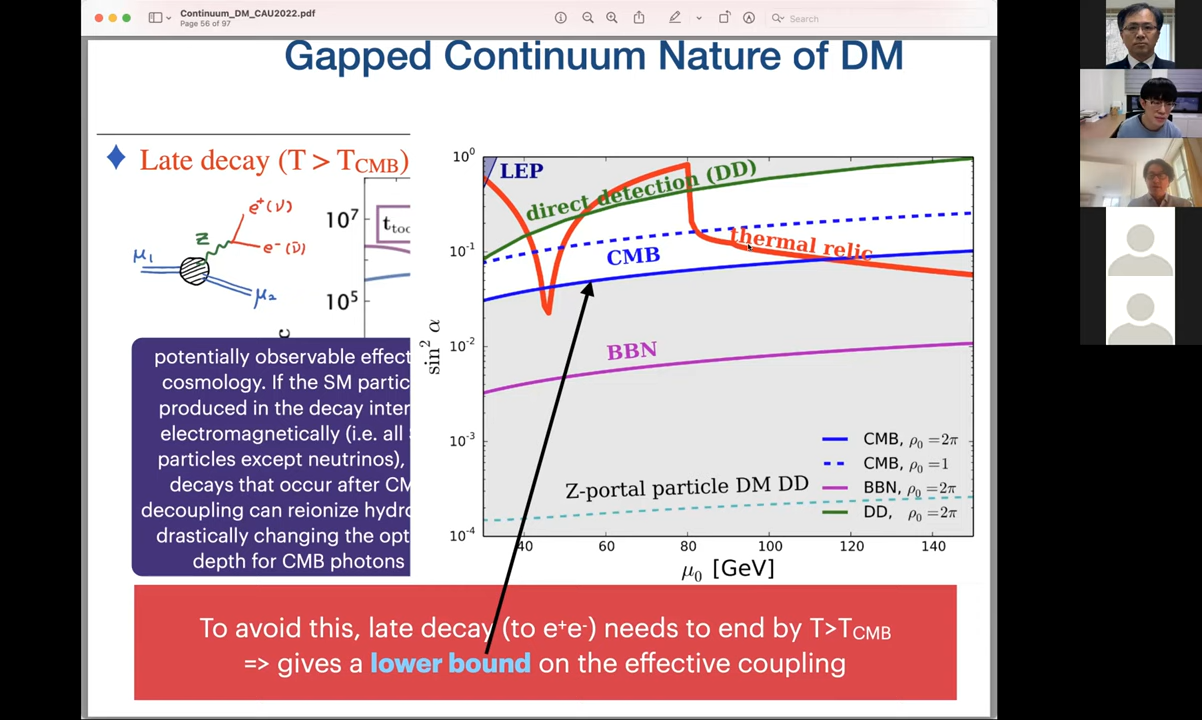 Continuum_DM_CAU2022.pdf
Page 56 of 97
Search
Gapped Continuum Nature of DM
Late decay (T > TCMB)
e⁺(ν)
Z
e⁻(ν̄)
μ₁
μ₂
10⁷
10⁵
c
potentially observable effect
cosmology. If the SM partic
produced in the decay inter
electromagnetically (i.e. all
particles except neutrinos),
decays that occur after CM
decoupling can reionize hydro
drastically changing the opt
depth for CMB photons
sin² α
10⁰
10⁻¹
10⁻²
10⁻³
10⁻⁴
LEP
direct detection (DD)
thermal relic
CMB
BBN
Z-portal particle DM DD
CMB, ρ₀ =2π
CMB, ρ₀ =1
BBN, ρ₀ =2π
DD, ρ₀ =2π
40 60 80 100 120 140
μ₀ [GeV]
To avoid this, late decay (to e⁺e⁻) needs to end by T>TCMB
=> gives a lower bound on the effective coupling